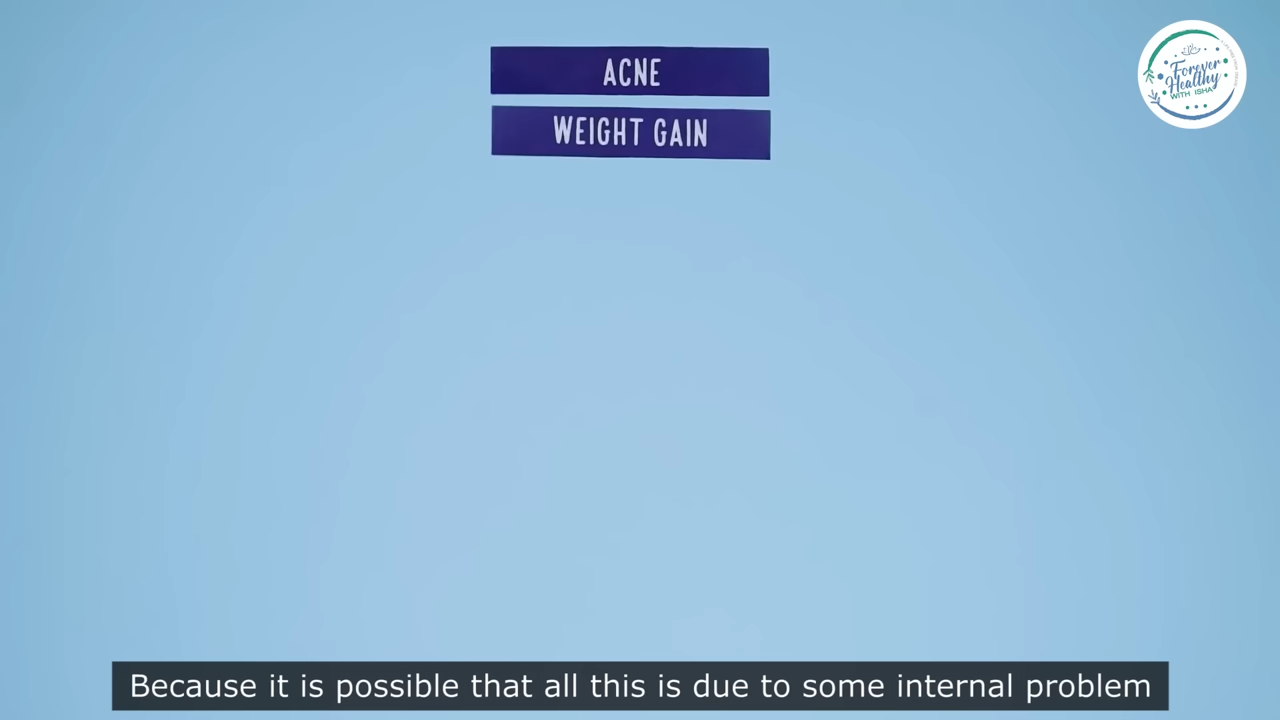 ACNE
WEIGHT GAIN
Forever
Healthy
WITH ISHA
Because it is possible that all this is due to some internal problem